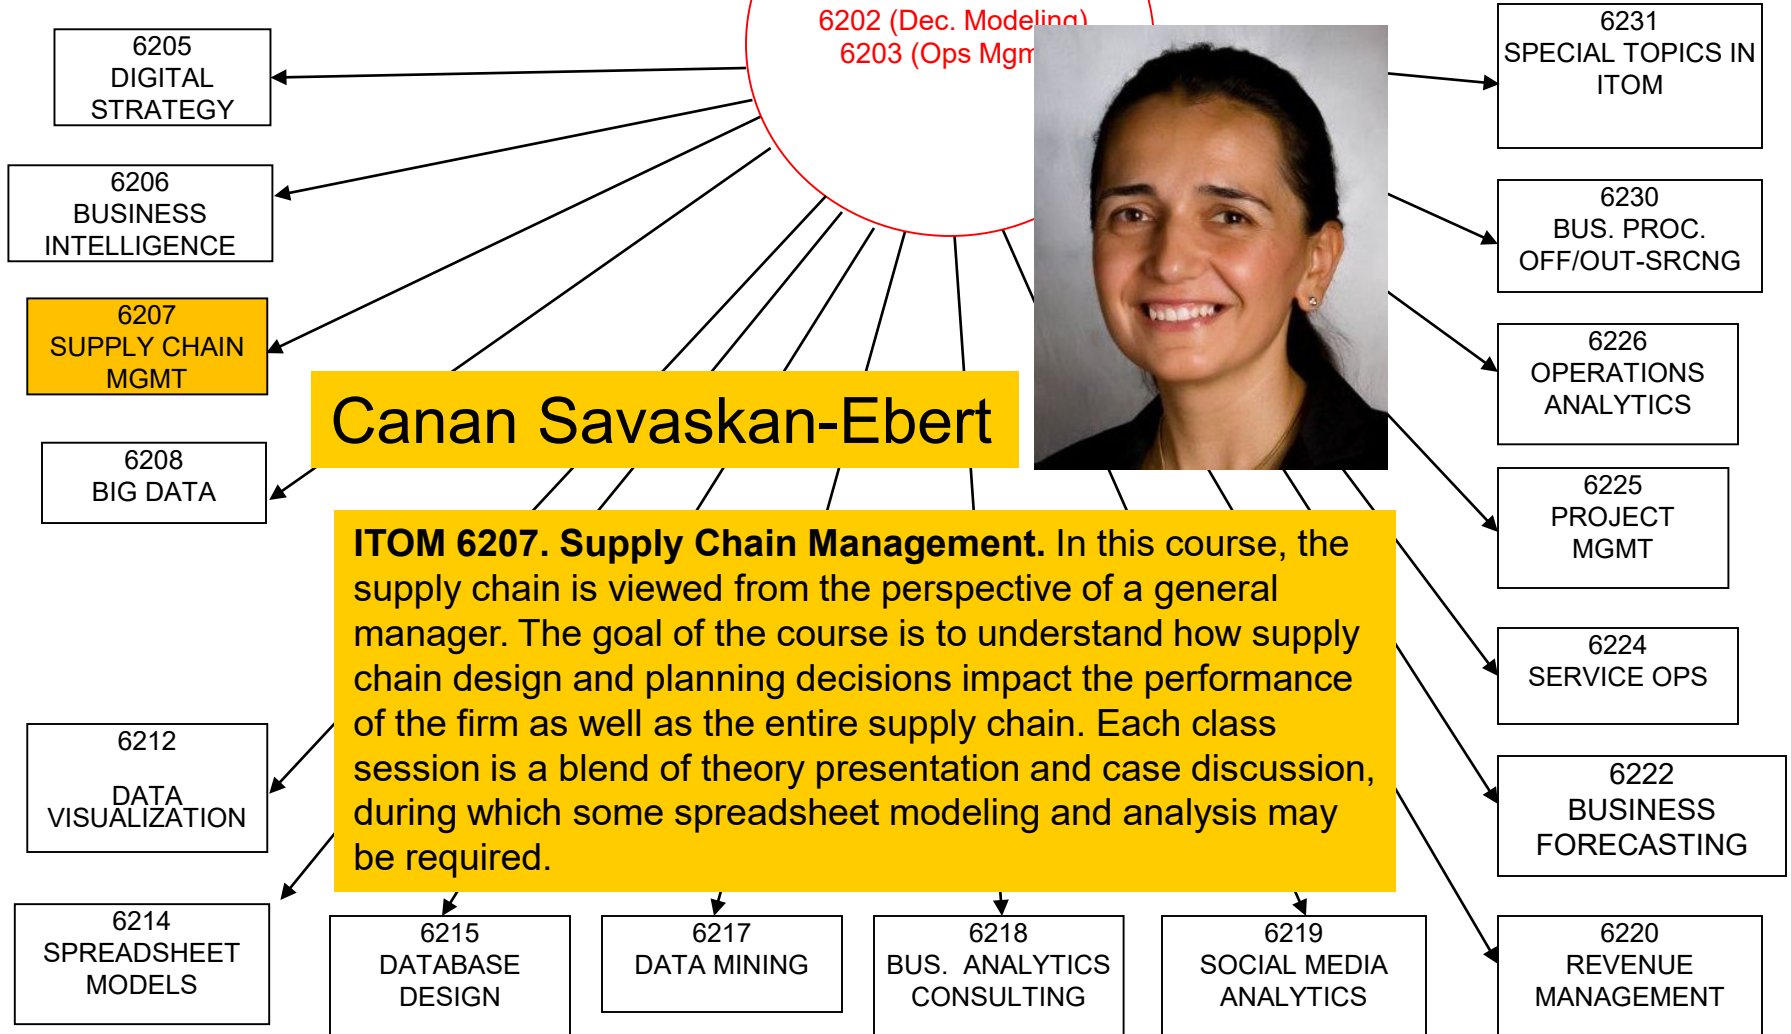 6202 (Dec. Modeling)
6203 (Ops Mgm
6205
DIGITAL
STRATEGY
6206
BUSINESS
INTELLIGENCE
6207
SUPPLY CHAIN
MGMT
6208
BIG DATA
6212
DATA
VISUALIZATION
6214
SPREADSHEET
MODELS
Canan Savaskan-Ebert
ITOM 6207. Supply Chain Management. In this course, the
supply chain is viewed from the perspective of a general
manager. The goal of the course is to understand how supply
chain design and planning decisions impact the performance
of the firm as well as the entire supply chain. Each class
session is a blend of theory presentation and case discussion,
during which some spreadsheet modeling and analysis may
be required.
6215
DATABASE
DESIGN
6217
DATA MINING
6218
BUS. ANALYTICS
CONSULTING
6219
SOCIAL MEDIA
ANALYTICS
6231
SPECIAL TOPICS IN
ITOM
6230
BUS. PROC.
OFF/OUT-SRCNG
6226
OPERATIONS
ANALYTICS
6225
PROJECT
MGMT
6224
SERVICE OPS
6222
BUSINESS
FORECASTING
6220
REVENUE
MANAGEMENT